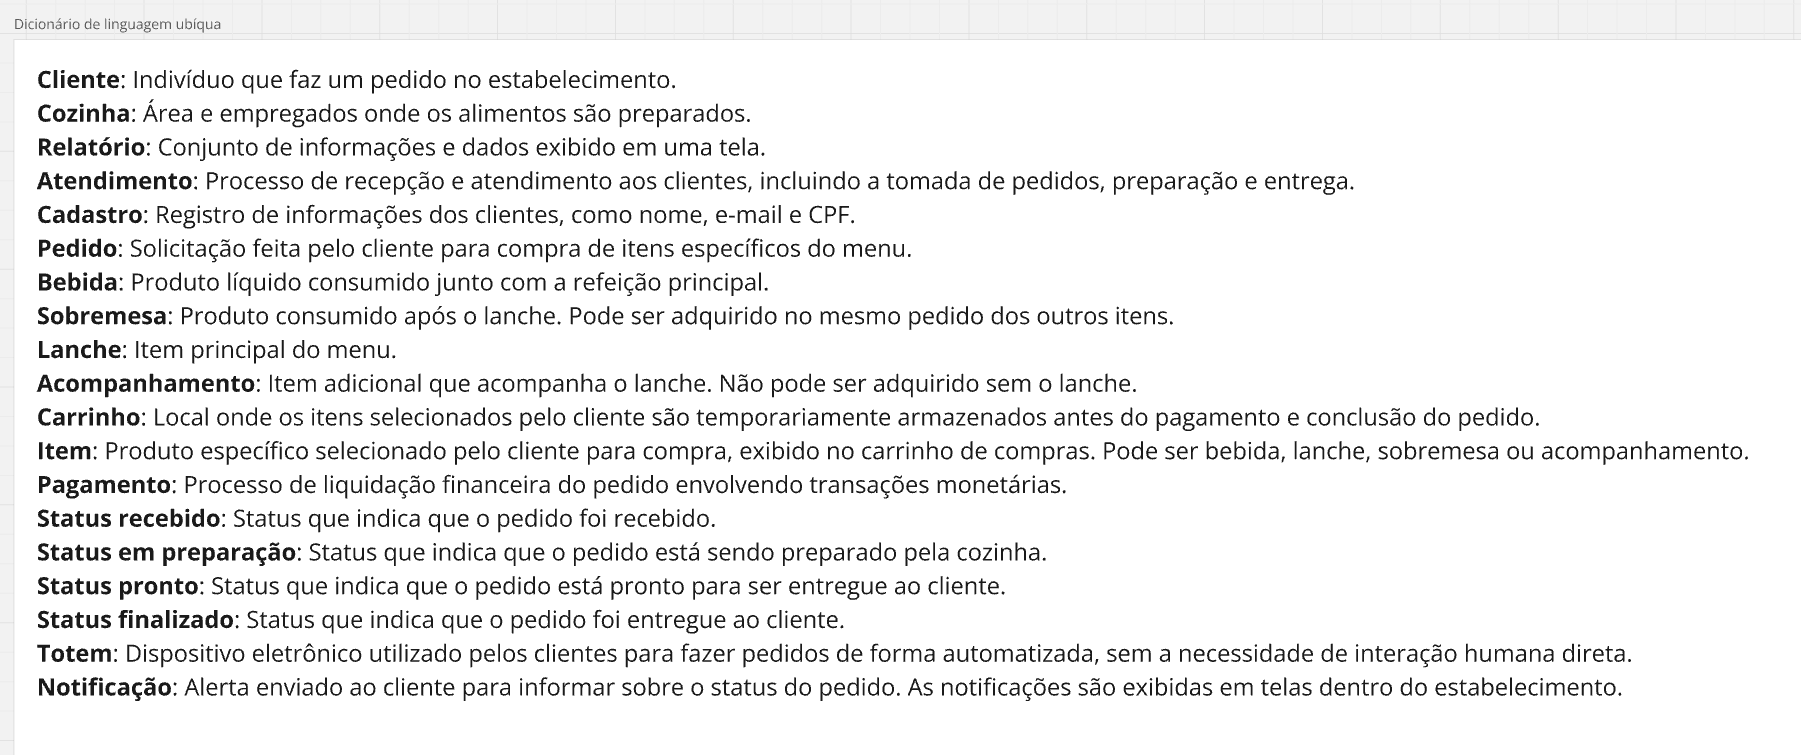 Dicionário de linguagem ubíqua
Cliente: Indivíduo que faz um pedido no estabelecimento.
Cozinha: Área e empregados onde os alimentos são preparados.
Relatório: Conjunto de informações e dados exibido em uma tela.
Atendimento: Processo de recepção e atendimento aos clientes, incluindo a tomada de pedidos, preparação e entrega.
Cadastro: Registro de informações dos clientes, como nome, e-mail e CPF.
Pedido: Solicitação feita pelo cliente para compra de itens específicos do menu.
Bebida: Produto líquido consumido junto com a refeição principal.
Sobremesa: Produto consumido após o lanche. Pode ser adquirido no mesmo pedido dos outros itens.
Lanche: Item principal do menu.
Acompanhamento: Item adicional que acompanha o lanche. Não pode ser adquirido sem o lanche.
Carrinho: Local onde os itens selecionados pelo cliente são temporariamente armazenados antes do pagamento e conclusão do pedido.
Item: Produto específico selecionado pelo cliente para compra, exibido no carrinho de compras. Pode ser bebida, lanche, sobremesa ou acompanhamento.
Pagamento: Processo de liquidação financeira do pedido envolvendo transações monetárias.
Status recebido: Status que indica que o pedido foi recebido.
Status em preparação: Status que indica que o pedido está sendo preparado pela cozinha.
Status pronto: Status que indica que o pedido está pronto para ser entregue ao cliente.
Status finalizado: Status que indica que o pedido foi entregue ao cliente.
Totem: Dispositivo eletrônico utilizado pelos clientes para fazer pedidos de forma automatizada, sem a necessidade de interação humana direta.
Notificação: Alerta enviado ao cliente para informar sobre o status do pedido. As notificações são exibidas em telas dentro do estabelecimento.